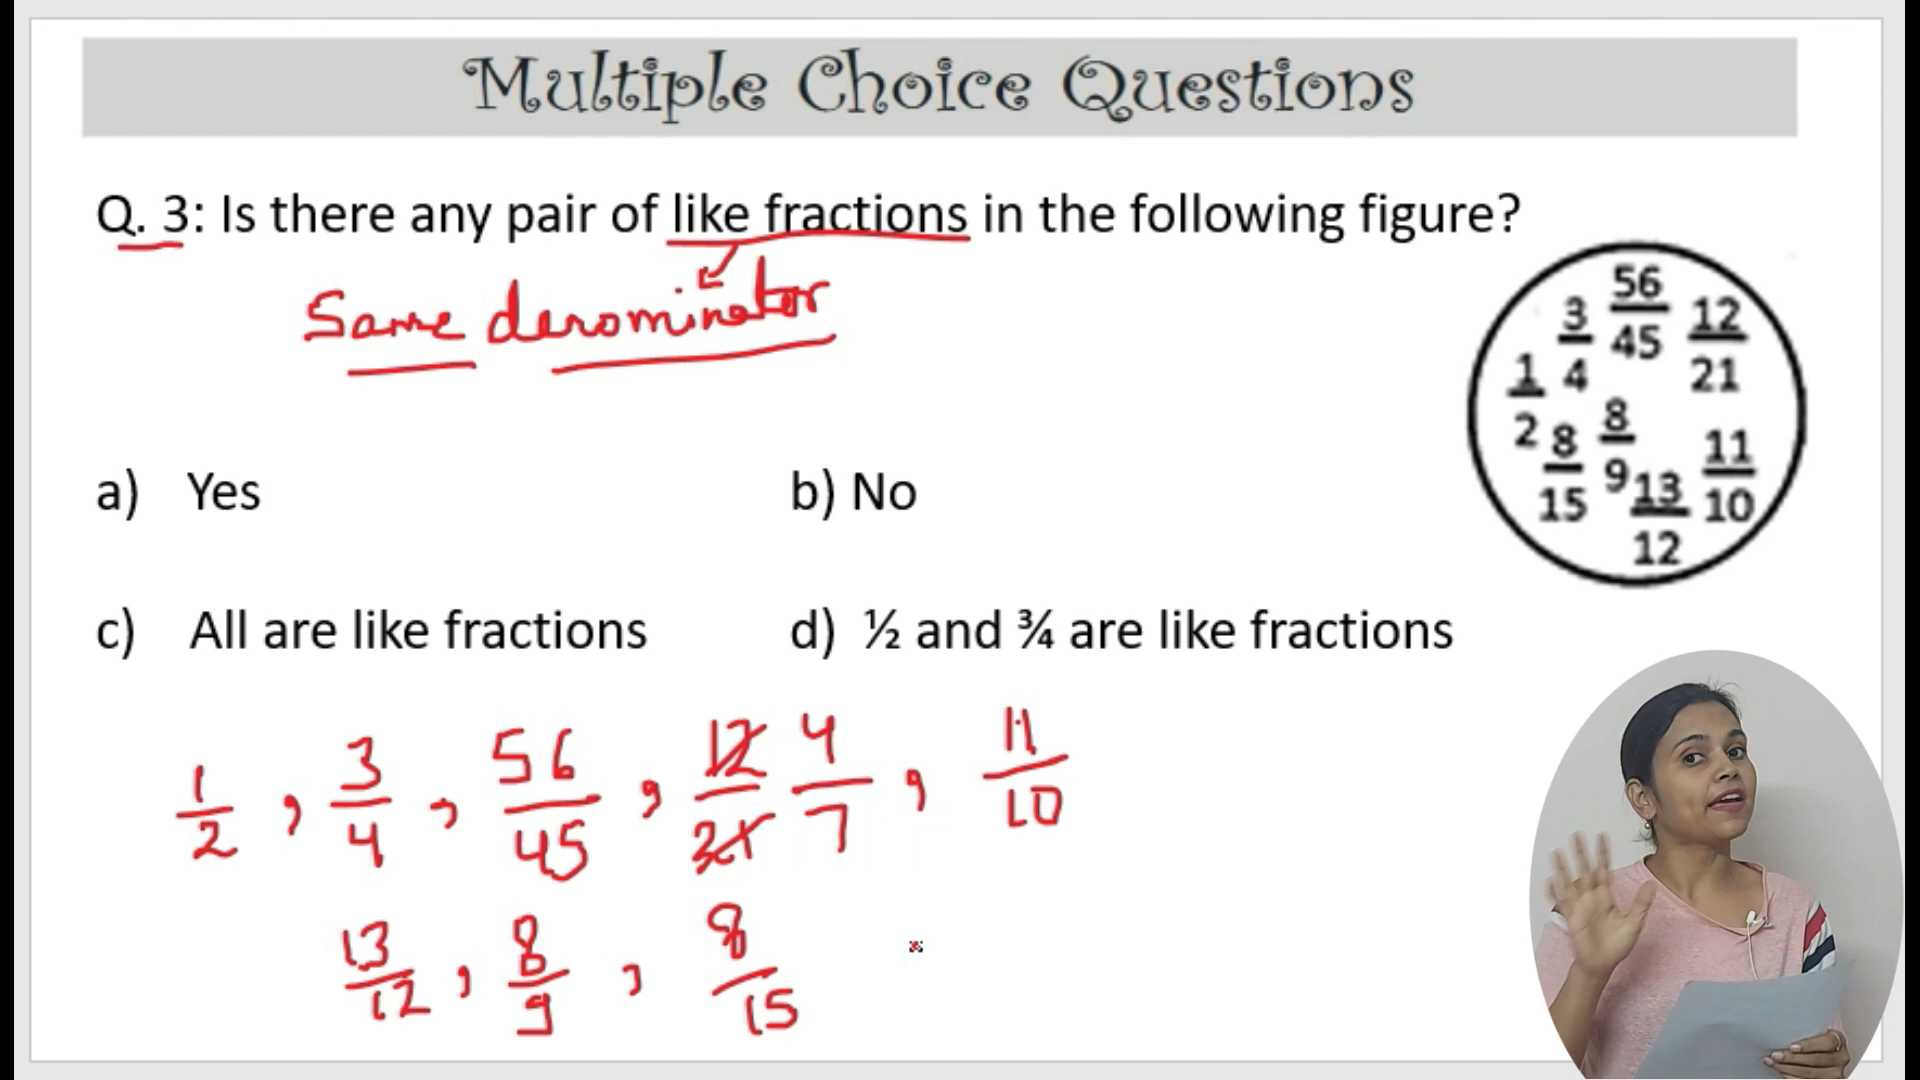 Multiple Choice Questions
Q. 3: Is there any pair of like fractions in the following figure?
Same denominator
1/2 3/4 56/45 12/21
8/15 8/9 13/12 11/10
a) Yes b) No
c) All are like fractions d) ½ and ¾ are like fractions
1/2 , 3/4 , 56/45 , 12/21 4/7 , 11/10
13/12 , 8/9 , 8/15